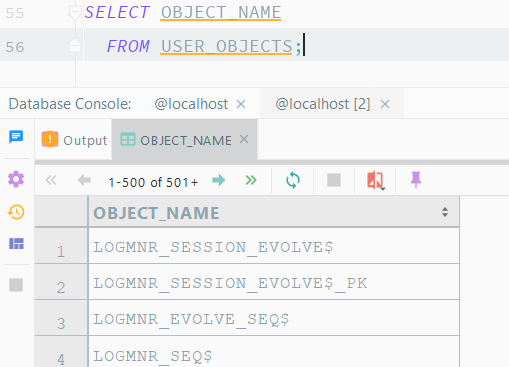 55 SELECT OBJECT_NAME
56 FROM USER_OBJECTS;
Database Console: @localhost × @localhost [2] ×
Output OBJECT_NAME ×
1-500 of 501+
OBJECT_NAME
1 LOGMNR_SESSION_EVOLVE$
2 LOGMNR_SESSION_EVOLVE$_PK
3 LOGMNR_EVOLVE_SEQ$
4 LOGMNR_SEQ$